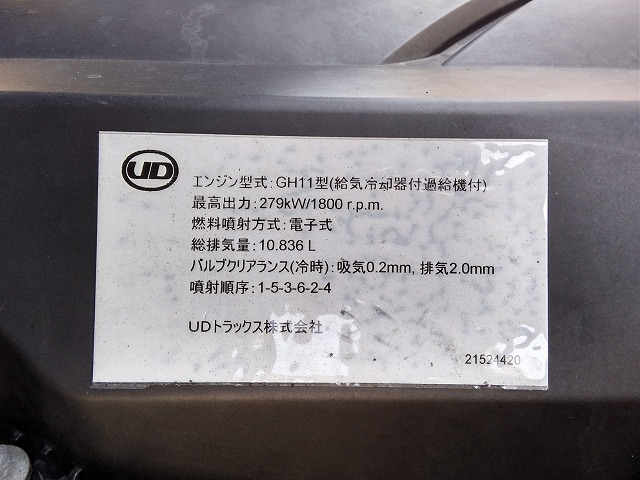 UD
エンジン型式:GH11型(給気冷却器付過給機付)
最高出力:279kW/1800 r.p.m.
燃料噴射方式:電子式
総排気量:10.836 L
バルブクリアランス(冷時):吸気0.2mm, 排気2.0mm
噴射順序:1-5-3-6-2-4
UDトラックス株式会社
21524420